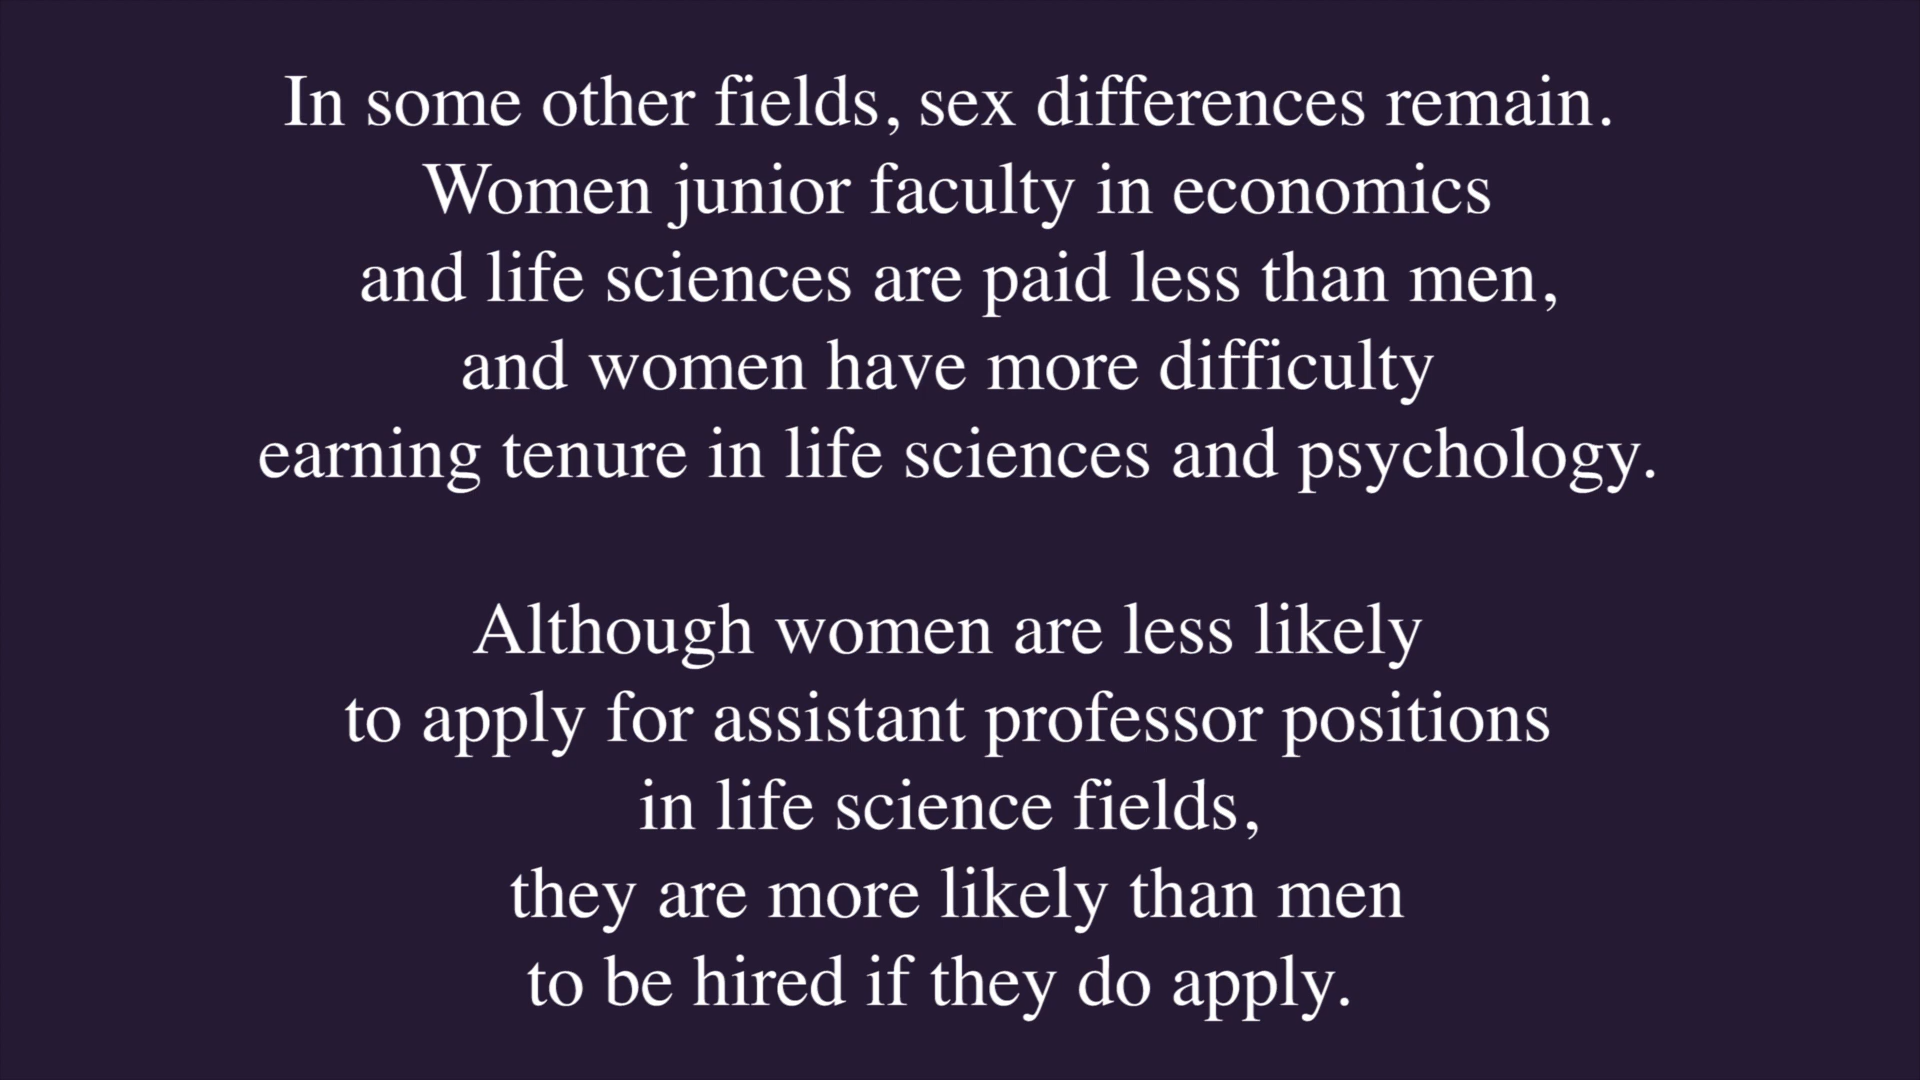 In some other fields, sex differences remain.
Women junior faculty in economics
and life sciences are paid less than men,
and women have more difficulty
earning tenure in life sciences and psychology.
Although women are less likely
to apply for assistant professor positions
in life science fields,
they are more likely than men
to be hired if they do apply.